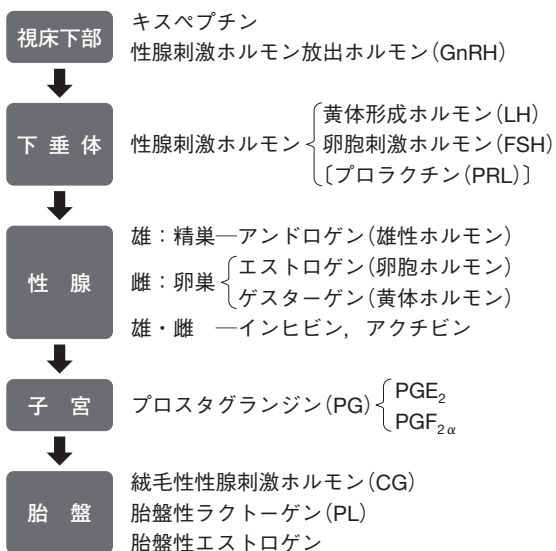 視床下部
キスペプチン
性腺刺激ホルモン放出ホルモン(GnRH)
下垂体
性腺刺激ホルモン
黄体形成ホルモン(LH)
卵胞刺激ホルモン(FSH)
〔プロラクチン(PRL)〕
性腺
雄：精巣―アンドロゲン(雄性ホルモン)
雌：卵巣
エストロゲン(卵胞ホルモン)
ゲスターゲン(黄体ホルモン)
雄・雌 ―インヒビン，アクチビン
子宮
プロスタグランジン(PG)
PGE₂
PGF₂α
胎盤
絨毛性性腺刺激ホルモン(CG)
胎盤性ラクトーゲン(PL)
胎盤性エストロゲン